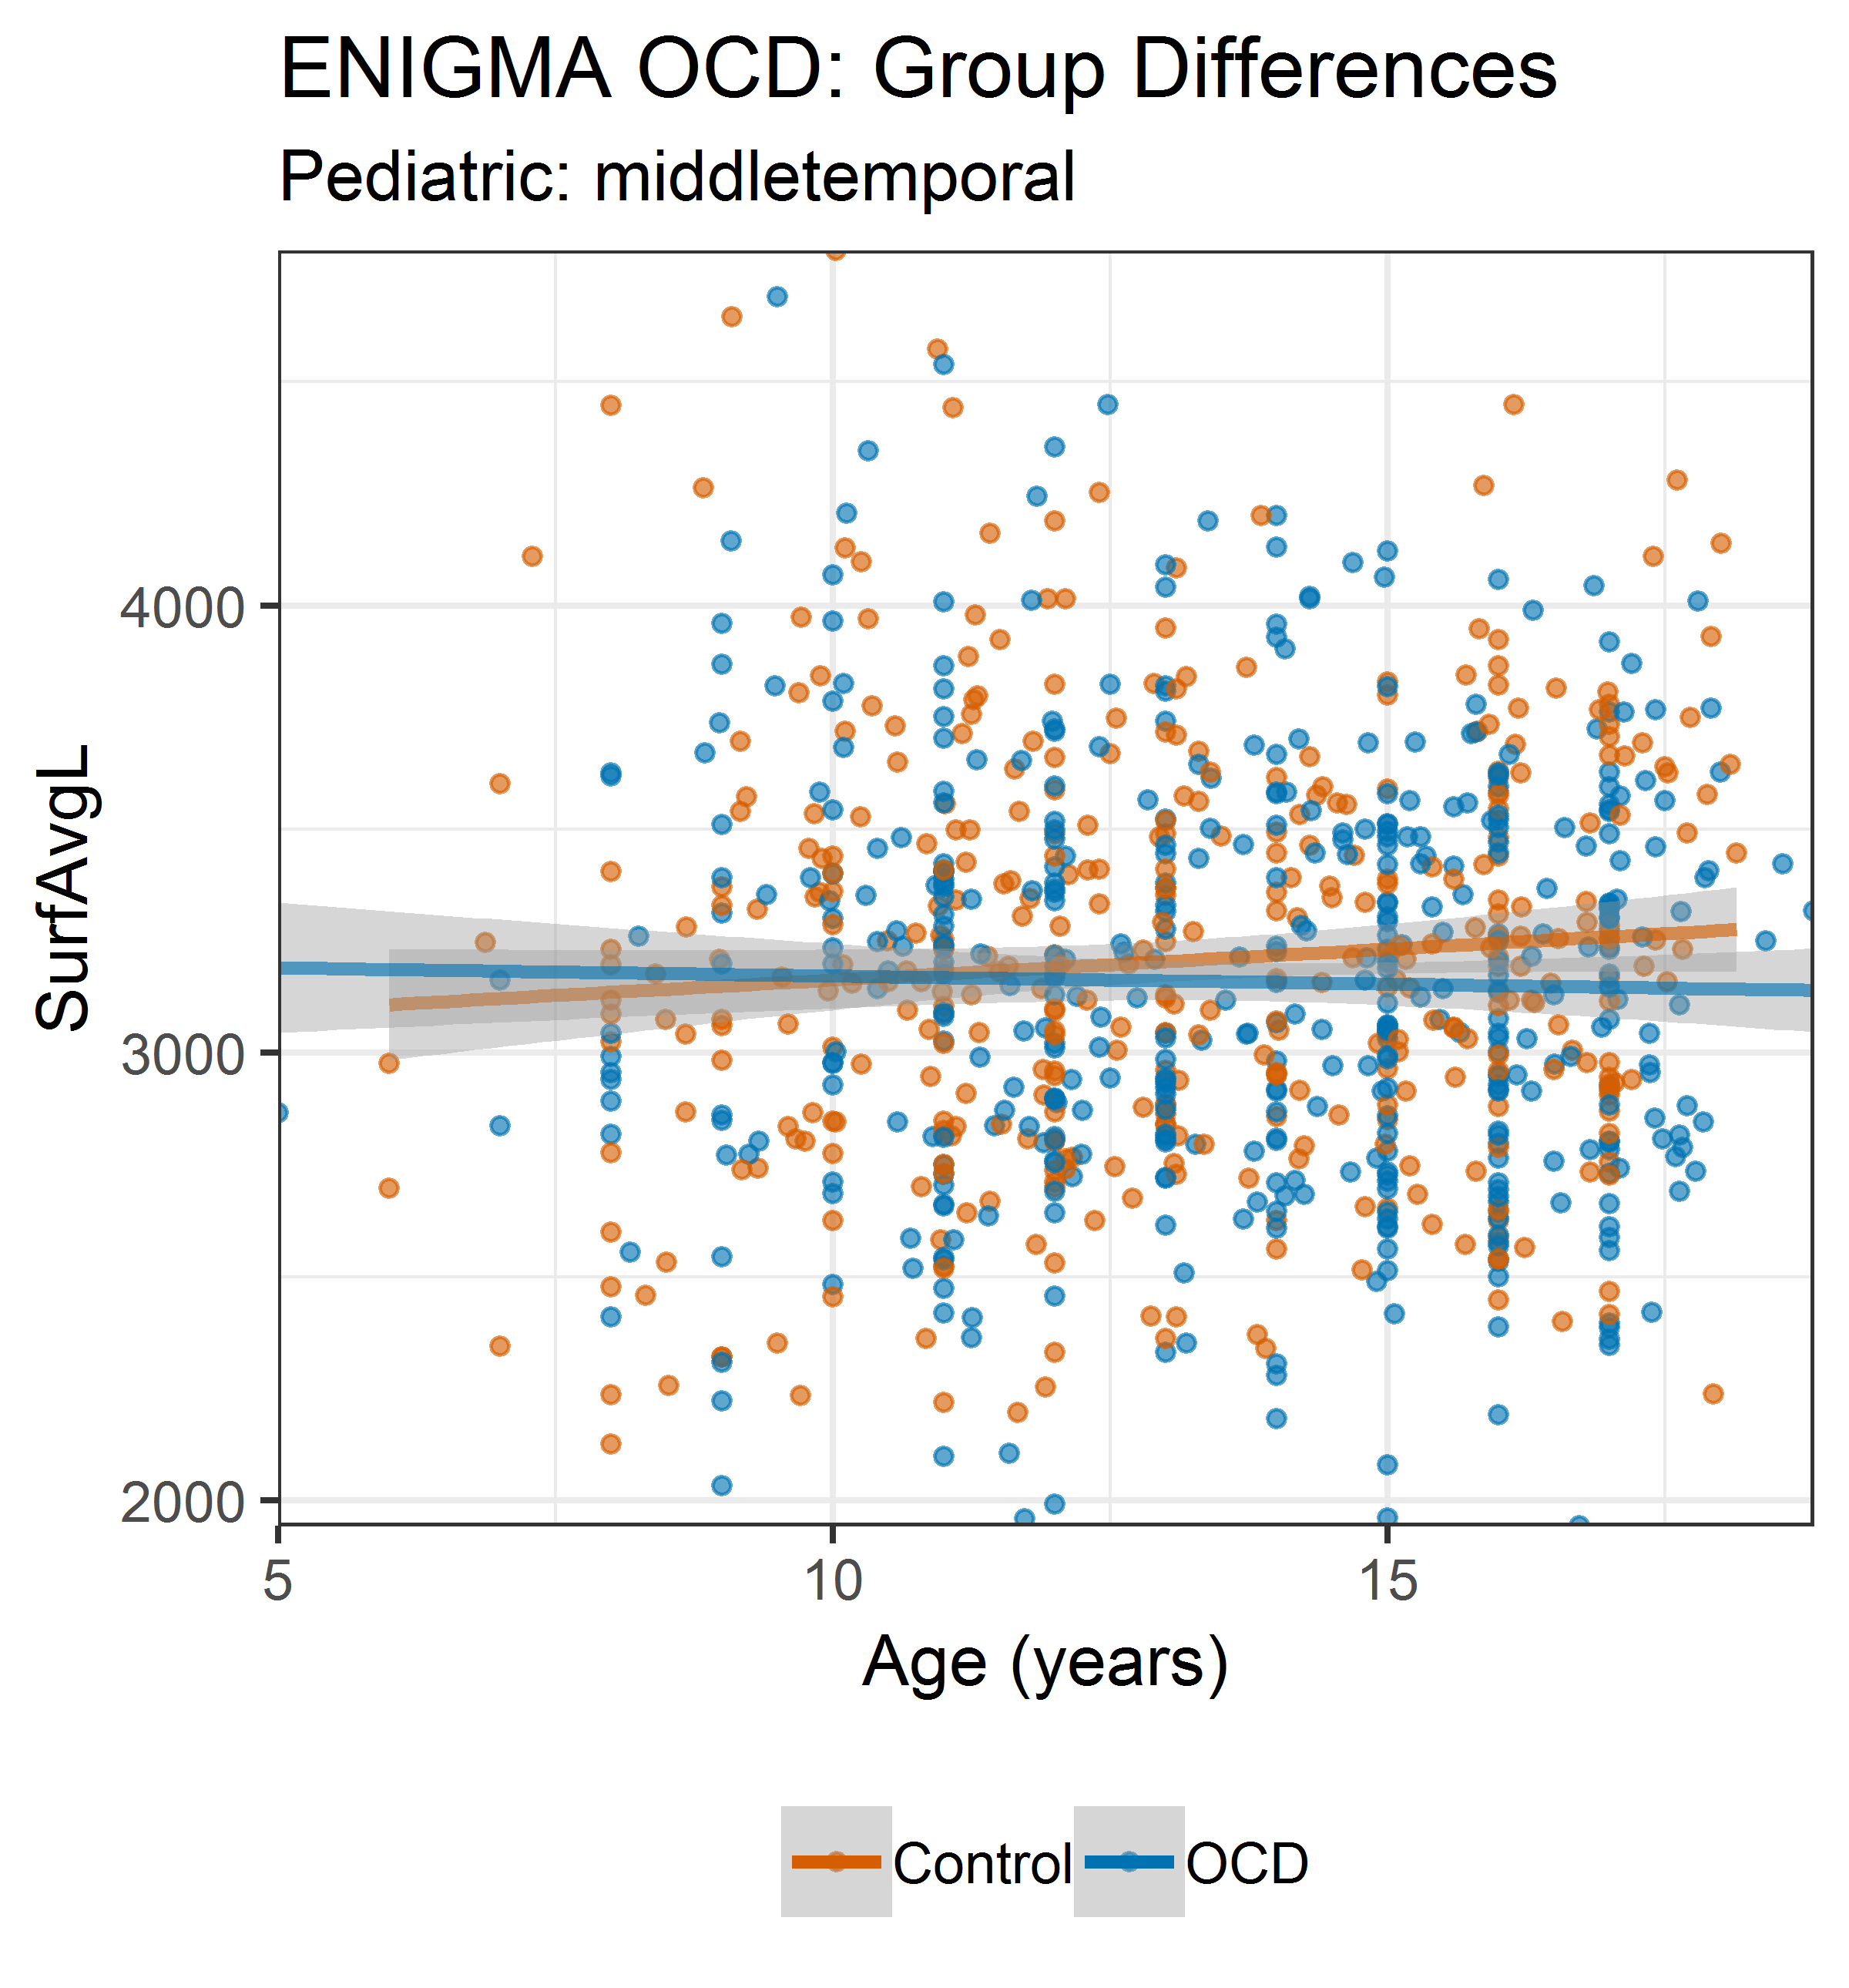 ENIGMA OCD: Group Differences
Pediatric: middletemporal
SurfAvgL
4000
3000
2000
5 10 15
Age (years)
Control OCD